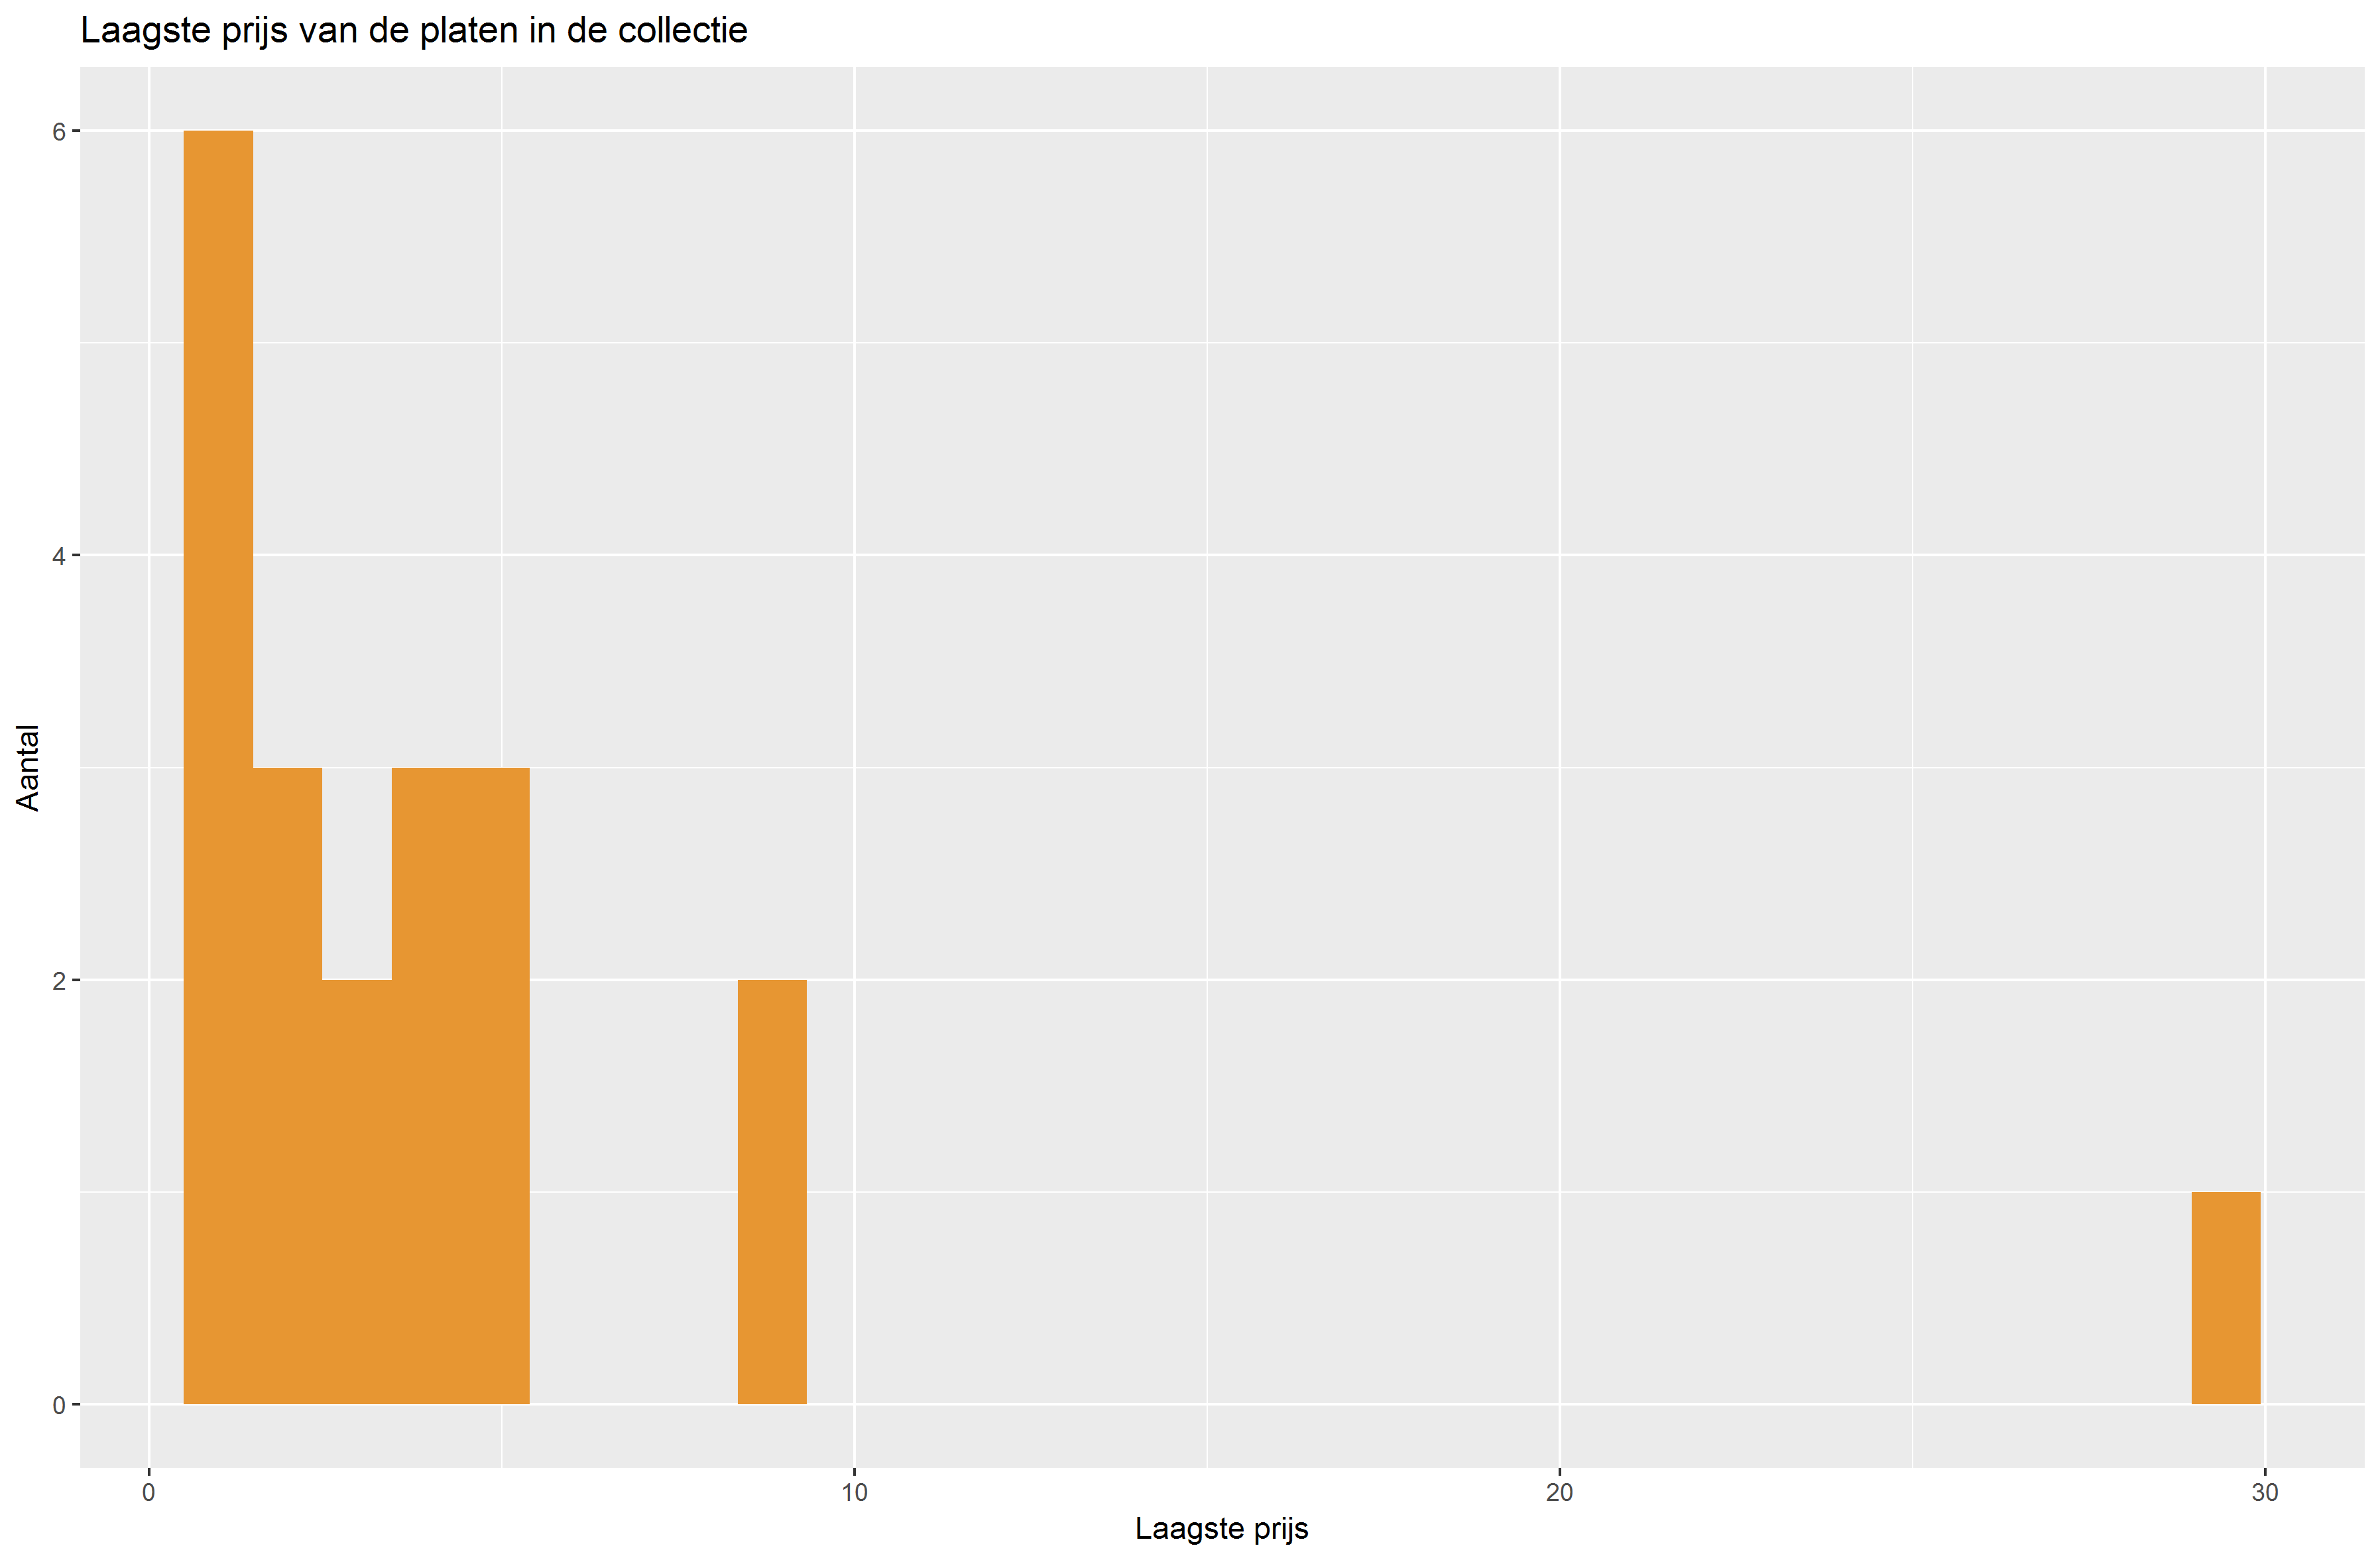 Laagste prijs van de platen in de collectie
6
4
2
0
Aantal
0 10 20 30
Laagste prijs